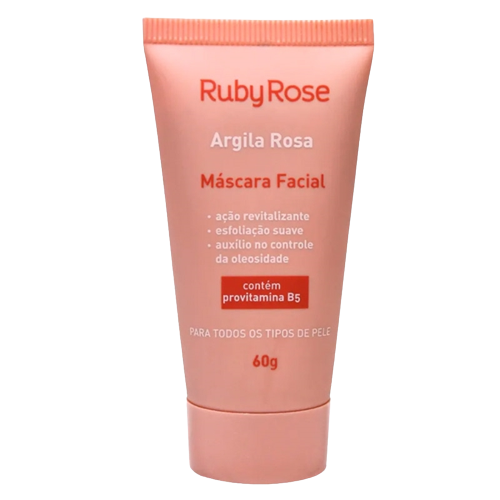 RubyRose
Argila Rosa
Máscara Facial
• ação revitalizante
• esfoliação suave
• auxílio no controle
da oleosidade
contém
provitamina B5
PARA TODOS OS TIPOS DE PELE
60g